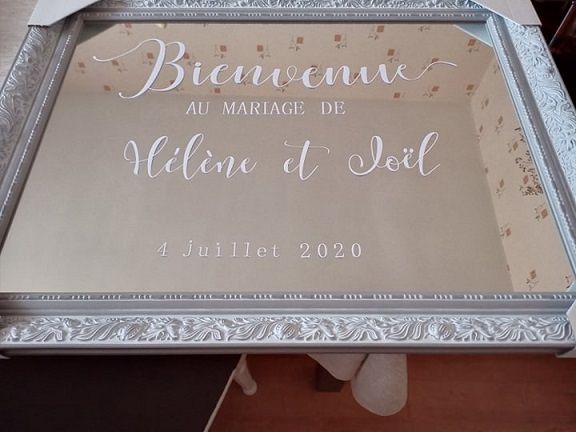 Bienvenue
AU MARIAGE DE
Hélène et Joël
4 juillet 2020